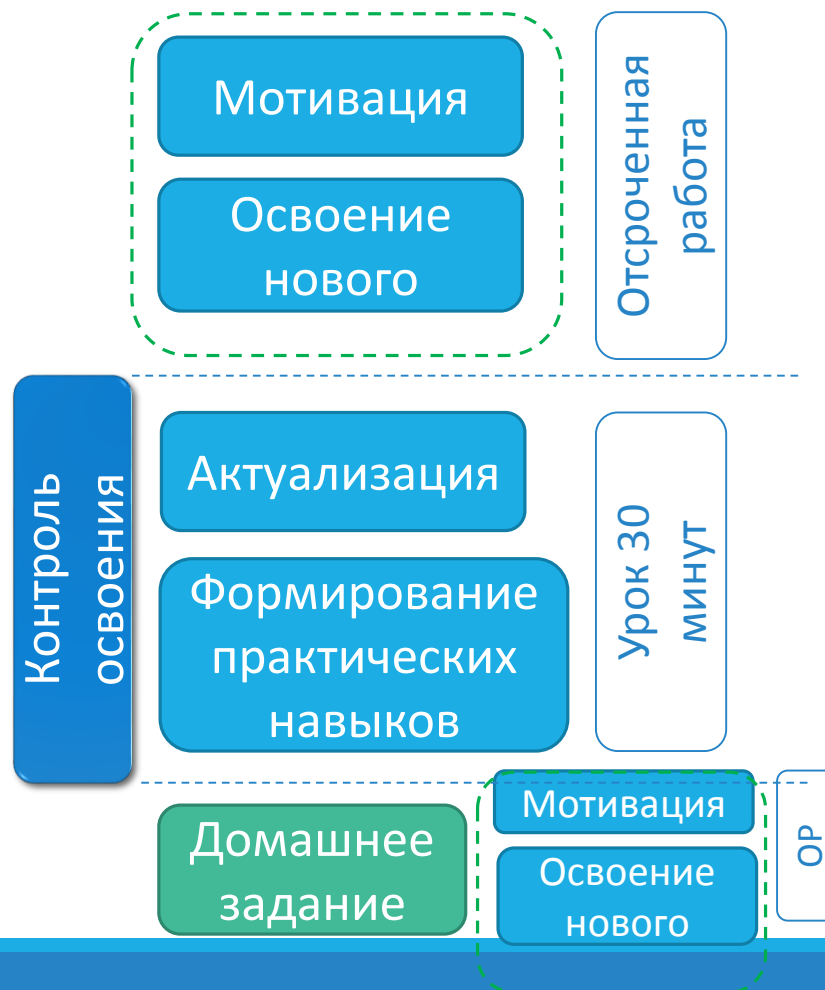 Мотивация
Освоение
нового
Отсроченная
работа
Контроль
освоения
Актуализация
Формирование
практических
навыков
Урок 30
минут
Домашнее
задание
Мотивация
Освоение
нового
ОР